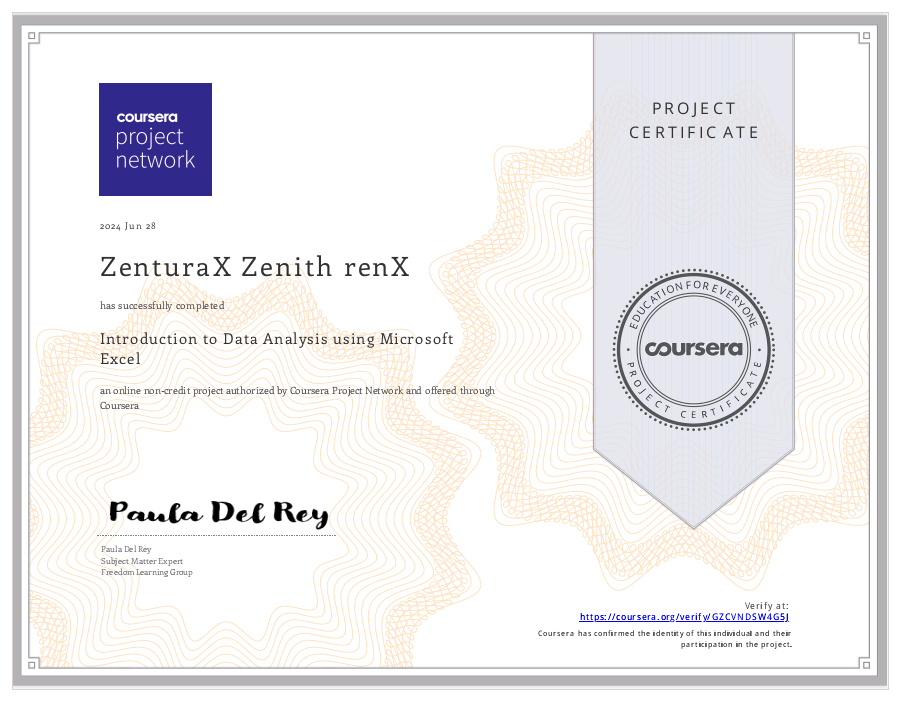 coursera
project
network
PROJECT
CERTIFICATE
2024 Jun 28
ZenturaX Zenith renX
has successfully completed
Introduction to Data Analysis using Microsoft
Excel
an online non-credit project authorized by Coursera Project Network and offered through
Coursera
EDUCATION FOR EVERYONE
coursera
PROJECT CERTIFICATE
Paula Del Rey
Paula Del Rey
Subject Matter Expert
Freedom Learning Group
Verify at:
https://coursera.org/verify/GZCVNDSW4G5J
Coursera has confirmed the identity of this individual and their
participation in the project.